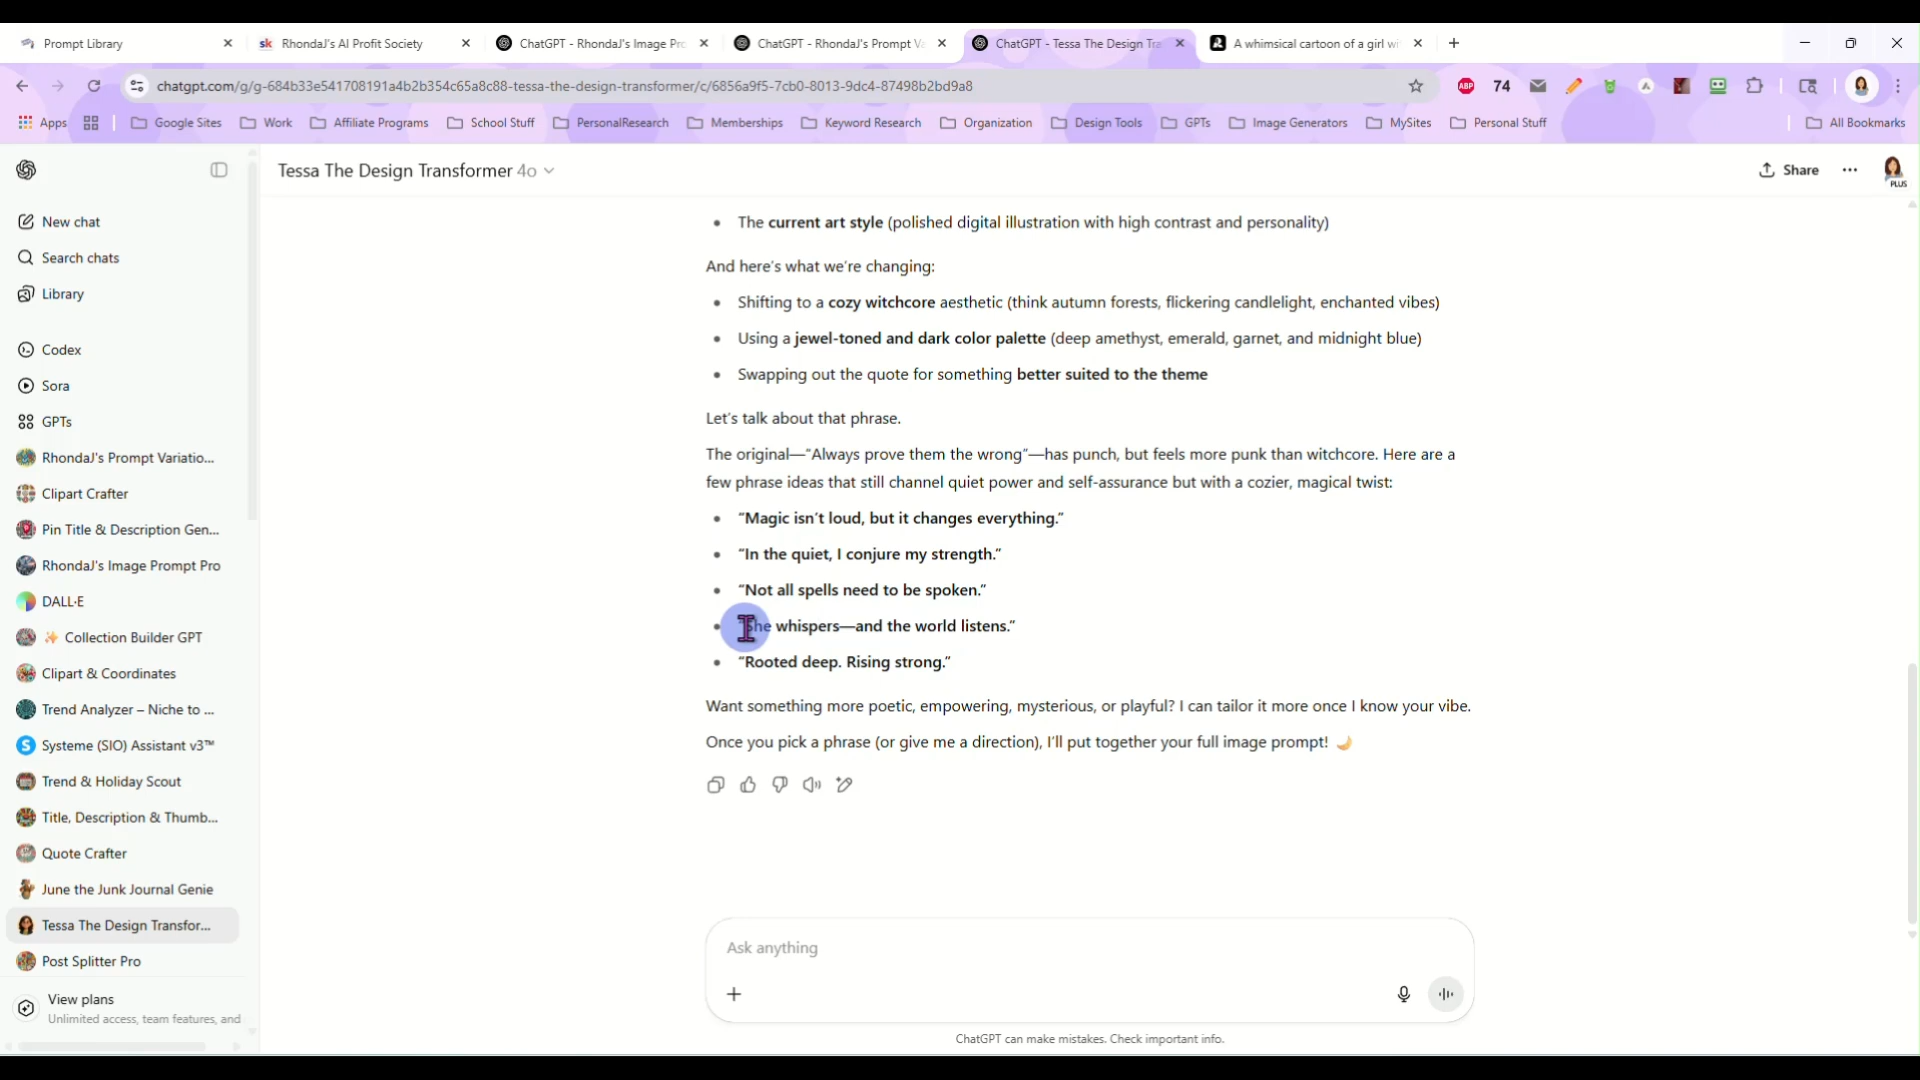 Prompt Library
sk RhondaJ's AI Profit Society
ChatGPT - RhondaJ's Image Pr
ChatGPT - RhondaJ's Prompt Va
ChatGPT - Tessa The Design Tra
A whimsical cartoon of a girl wi
chatgpt.com/g/g-684b33e541708191a4b2b354c65a8c88-tessa-the-design-transformer/c/6856a9f5-7cb0-8013-9dc4-87498b2bd9a8
ABP
74
Apps
Google Sites
Work
Affiliate Programs
School Stuff
PersonalResearch
Memberships
Keyword Research
Organization
Design Tools
GPTs
Image Generators
MySites
Personal Stuff
All Bookmarks
Tessa The Design Transformer 4o
Share
PLUS
New chat
Search chats
Library
Codex
Sora
GPTs
RhondaJ's Prompt Variatio...
Clipart Crafter
Pin Title & Description Gen...
RhondaJ's Image Prompt Pro
DALL·E
✨ Collection Builder GPT
Clipart & Coordinates
Trend Analyzer – Niche to ...
S Systeme (SIO) Assistant v3™
Trend & Holiday Scout
Title, Description & Thumb...
Quote Crafter
June the Junk Journal Genie
Tessa The Design Transfor...
Post Splitter Pro
View plans
Unlimited access, team features, and
• The current art style (polished digital illustration with high contrast and personality)
And here's what we're changing:
• Shifting to a cozy witchcore aesthetic (think autumn forests, flickering candlelight, enchanted vibes)
• Using a jewel-toned and dark color palette (deep amethyst, emerald, garnet, and midnight blue)
• Swapping out the quote for something better suited to the theme
Let's talk about that phrase.
The original—"Always prove them the wrong"—has punch, but feels more punk than witchcore. Here are a
few phrase ideas that still channel quiet power and self-assurance but with a cozier, magical twist:
• "Magic isn't loud, but it changes everything."
• "In the quiet, I conjure my strength."
• "Not all spells need to be spoken."
• "She whispers—and the world listens."
• "Rooted deep. Rising strong."
Want something more poetic, empowering, mysterious, or playful? I can tailor it more once I know your vibe.
Once you pick a phrase (or give me a direction), I'll put together your full image prompt! 🌙
Ask anything
ChatGPT can make mistakes. Check important info.